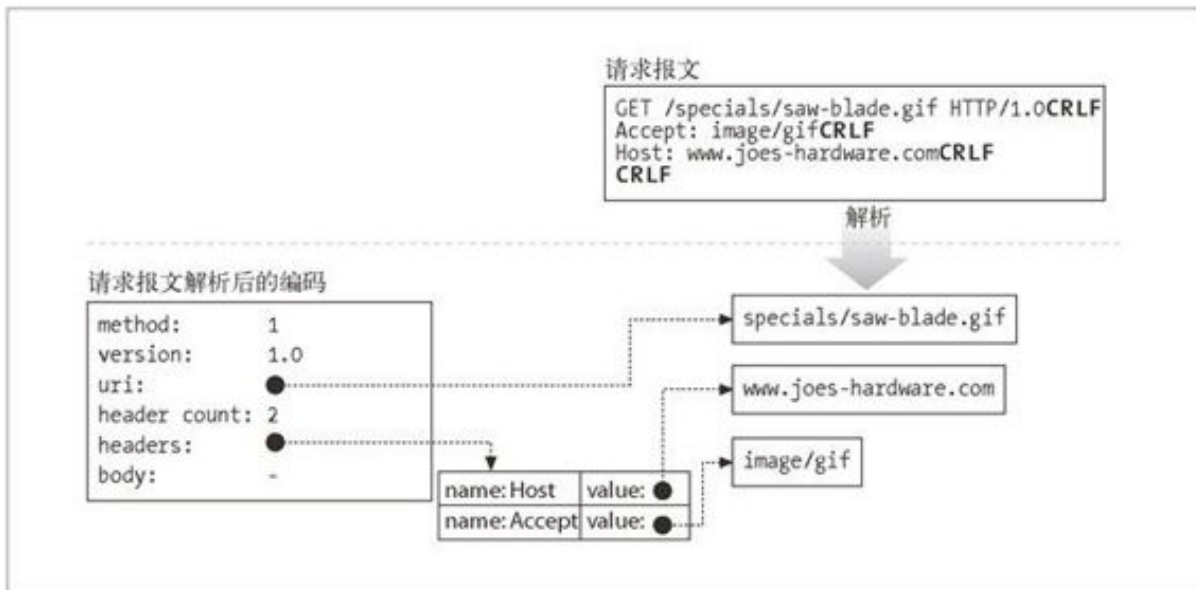 请求报文
GET /specials/saw-blade.gif HTTP/1.0CRLF
Accept: image/gifCRLF
Host: www.joes-hardware.comCRLF
CRLF
解析
请求报文解析后的编码
method: 1
version: 1.0
uri:
header count: 2
headers:
body: -
specials/saw-blade.gif
www.joes-hardware.com
image/gif
name:Host value:
name:Accept value: